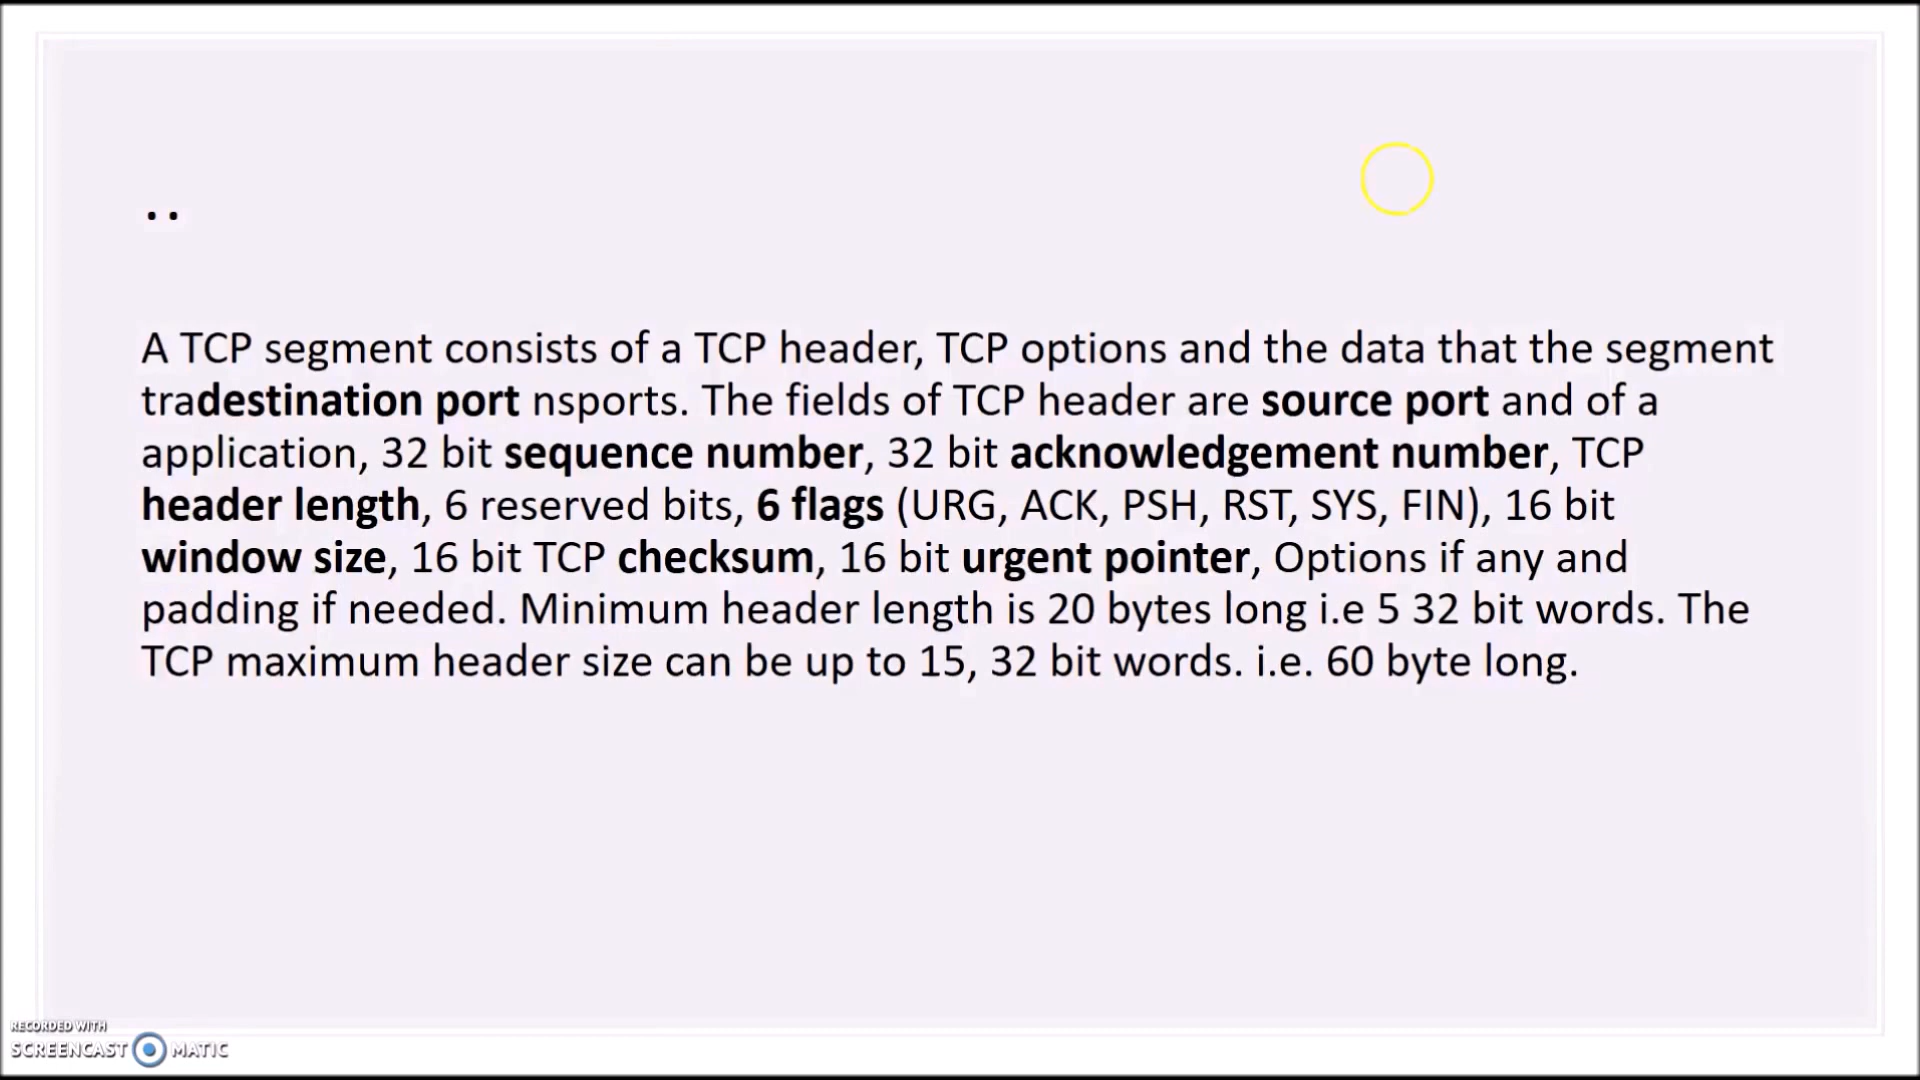 ..
A TCP segment consists of a TCP header, TCP options and the data that the segment
tradestination port nsports. The fields of TCP header are source port and of a
application, 32 bit sequence number, 32 bit acknowledgement number, TCP
header length, 6 reserved bits, 6 flags (URG, ACK, PSH, RST, SYS, FIN), 16 bit
window size, 16 bit TCP checksum, 16 bit urgent pointer, Options if any and
padding if needed. Minimum header length is 20 bytes long i.e 5 32 bit words. The
TCP maximum header size can be up to 15, 32 bit words. i.e. 60 byte long.
RECORDED WITH
SCREENCAST MATIC